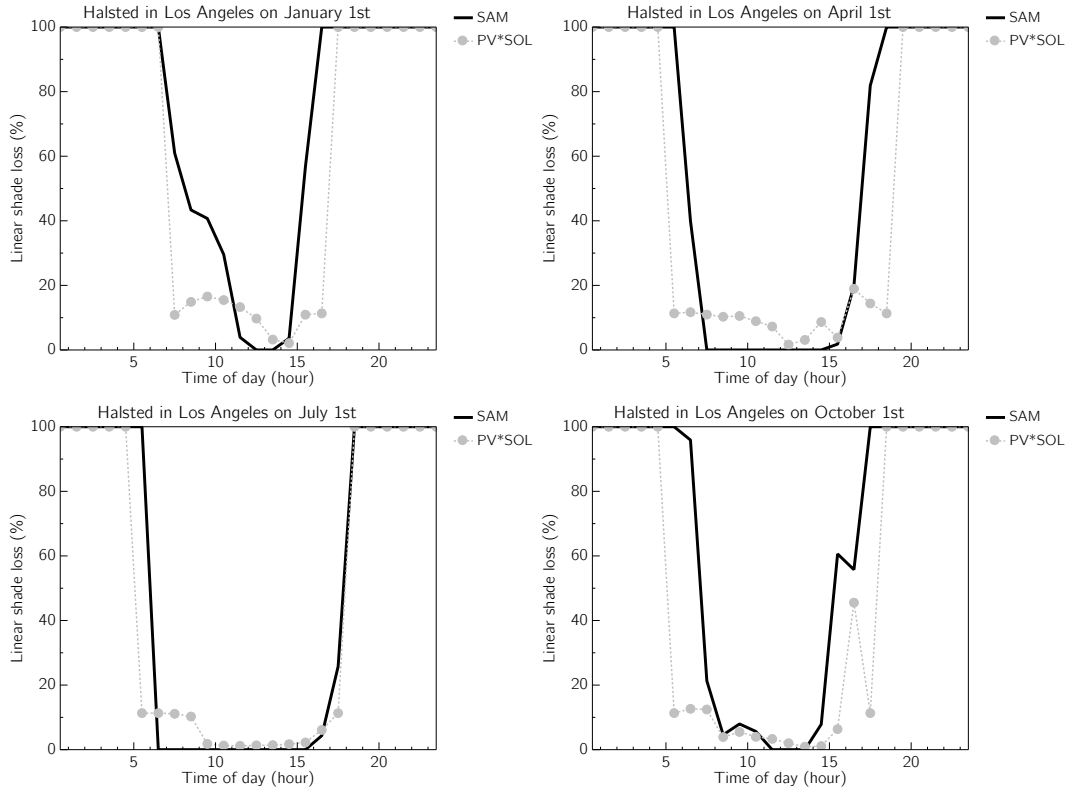 Halsted in Los Angeles on January 1st
SAM
PV*SOL
Linear shade loss (%)
100
80
60
40
20
0
5
10
15
20
Time of day (hour)
Halsted in Los Angeles on April 1st
SAM
PV*SOL
Linear shade loss (%)
100
80
60
40
20
0
5
10
15
20
Time of day (hour)
Halsted in Los Angeles on July 1st
SAM
PV*SOL
Linear shade loss (%)
100
80
60
40
20
0
5
10
15
20
Time of day (hour)
Halsted in Los Angeles on October 1st
SAM
PV*SOL
Linear shade loss (%)
100
80
60
40
20
0
5
10
15
20
Time of day (hour)